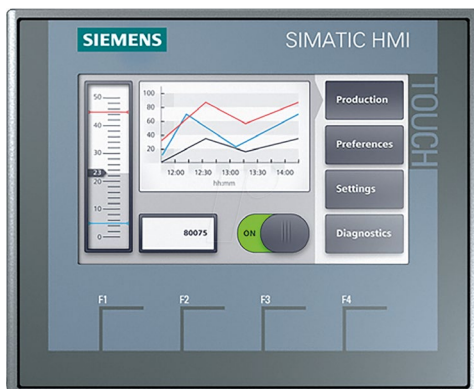 SIEMENS
SIMATIC HMI
TOUCH
50
40
30
23
20
10
0
100
80
60
40
20
12:00 12:30 13:00 13:30 14:00
hh:mm
80075
ON
Production
Preferences
Settings
Diagnostics
F1 F2 F3 F4